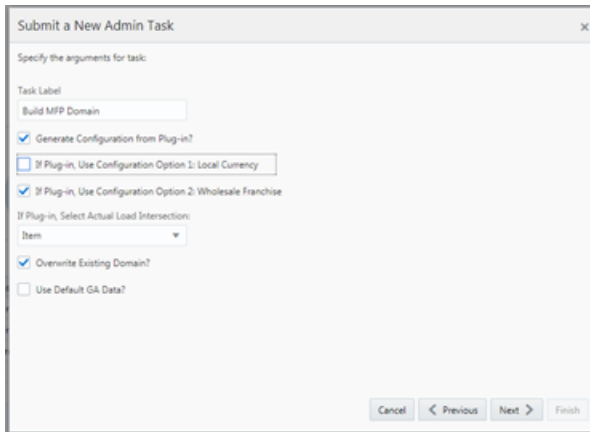 Submit a New Admin Task
Specify the arguments for task:
Task Label
Build MFP Domain
Generate Configuration from Plug-in?
If Plug-in, Use Configuration Option 1: Local Currency
If Plug-in, Use Configuration Option 2: Wholesale Franchise
If Plug-in, Select Actual Load Intersection:
Item
Overwrite Existing Domain?
Use Default GA Data?
Cancel Previous Next Finish